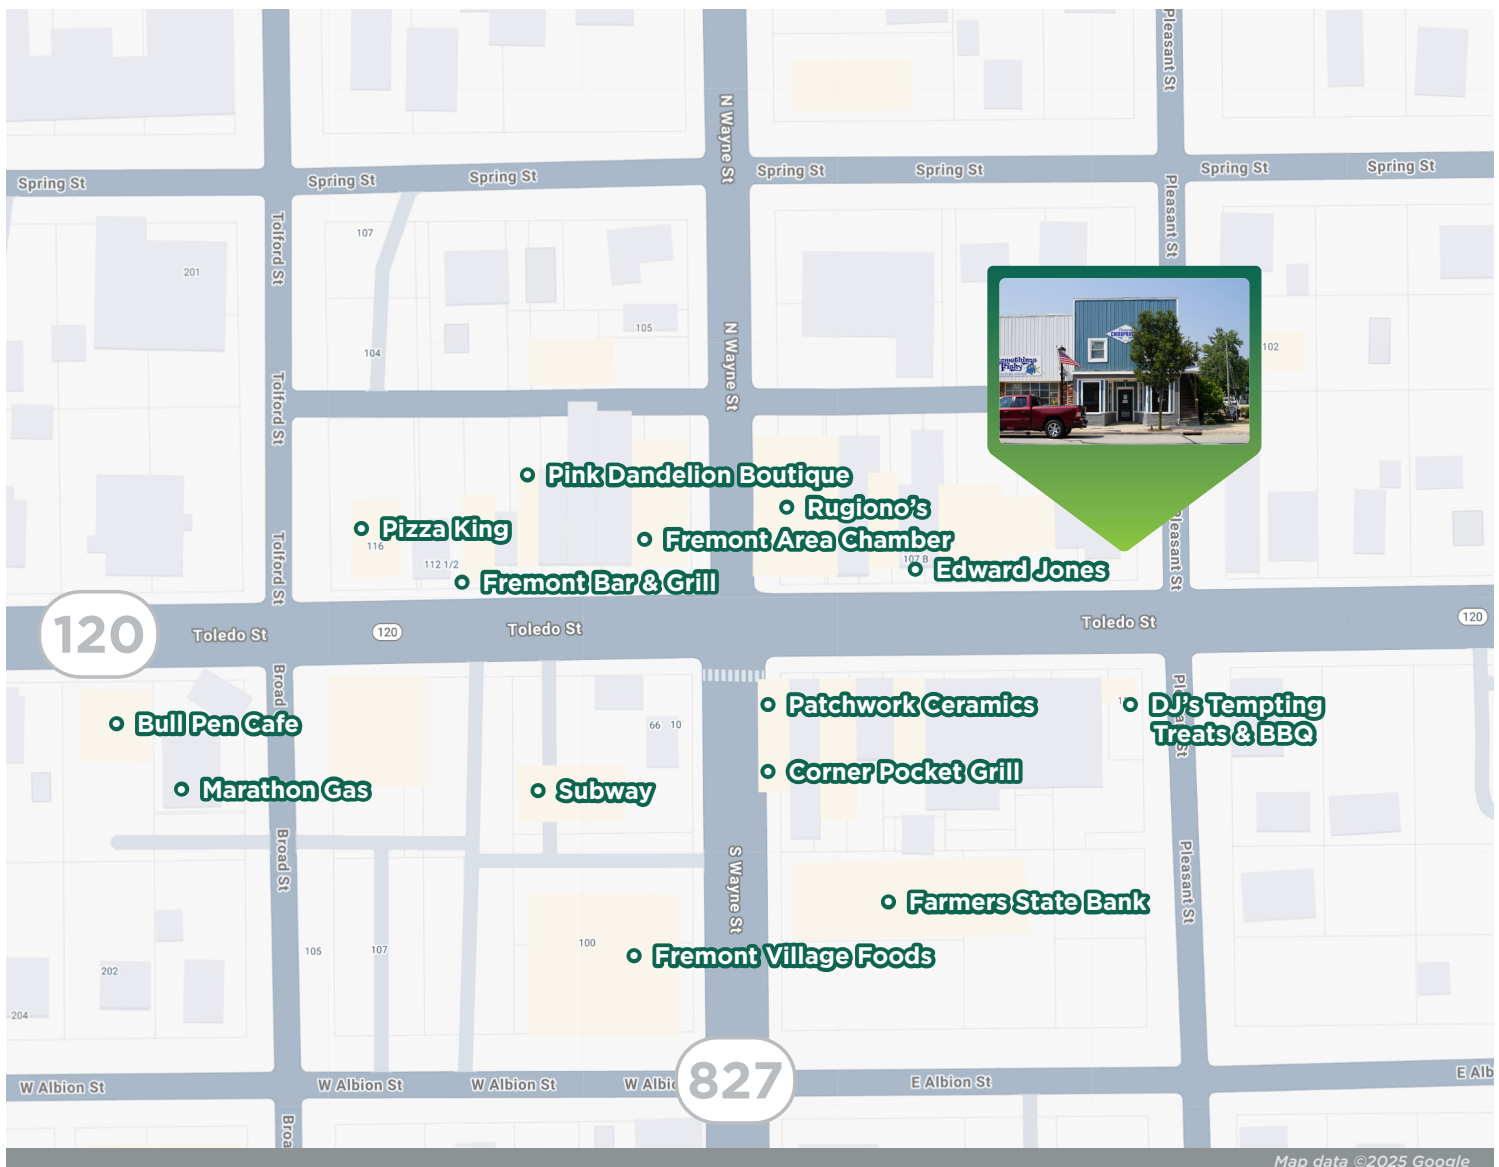 Pleasant St
N Wayne St
Spring St
Spring St
Spring St
Spring St
Spring St
Spring St
Spring St
Pleasant St
Tolford St
107
201
105
104
N Wayne St
102
Tolford St
Pink Dandelion Boutique
Rugiono's
Pizza King
116
Fremont Area Chamber
112 1/2
107 B
Edward Jones
Fremont Bar & Grill
Tolford St
Pleasant St
120
Toledo St
120
Toledo St
Toledo St
120
Broad
Bull Pen Cafe
66
10
Patchwork Ceramics
DJ's Tempting
Treats & BBQ
Marathon Gas
Subway
Corner Pocket Grill
Broad St
S Wayne St
Pleasant St
Farmers State Bank
105
107
100
Fremont Village Foods
202
204
W Albion St
W Albion St
W Albion St
W Albi
827
E Albion St
E Alb
Broa
Map data ©2025 Google